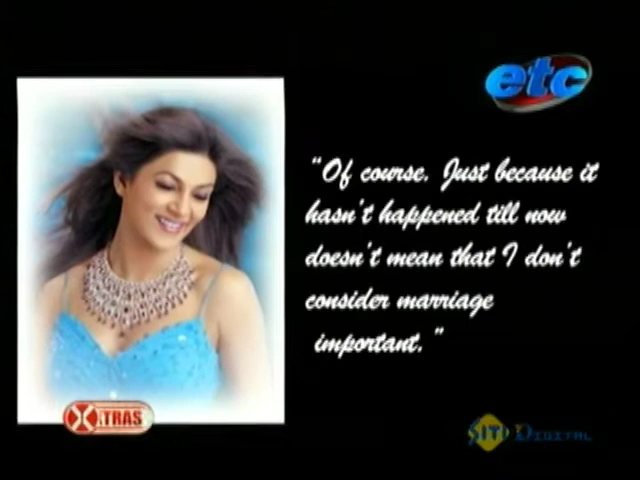 etc
"Of course. Just because it
hasn't happened till now
doesn't mean that I don't
consider marriage
important."
XTRAS
SITI DIGITAL